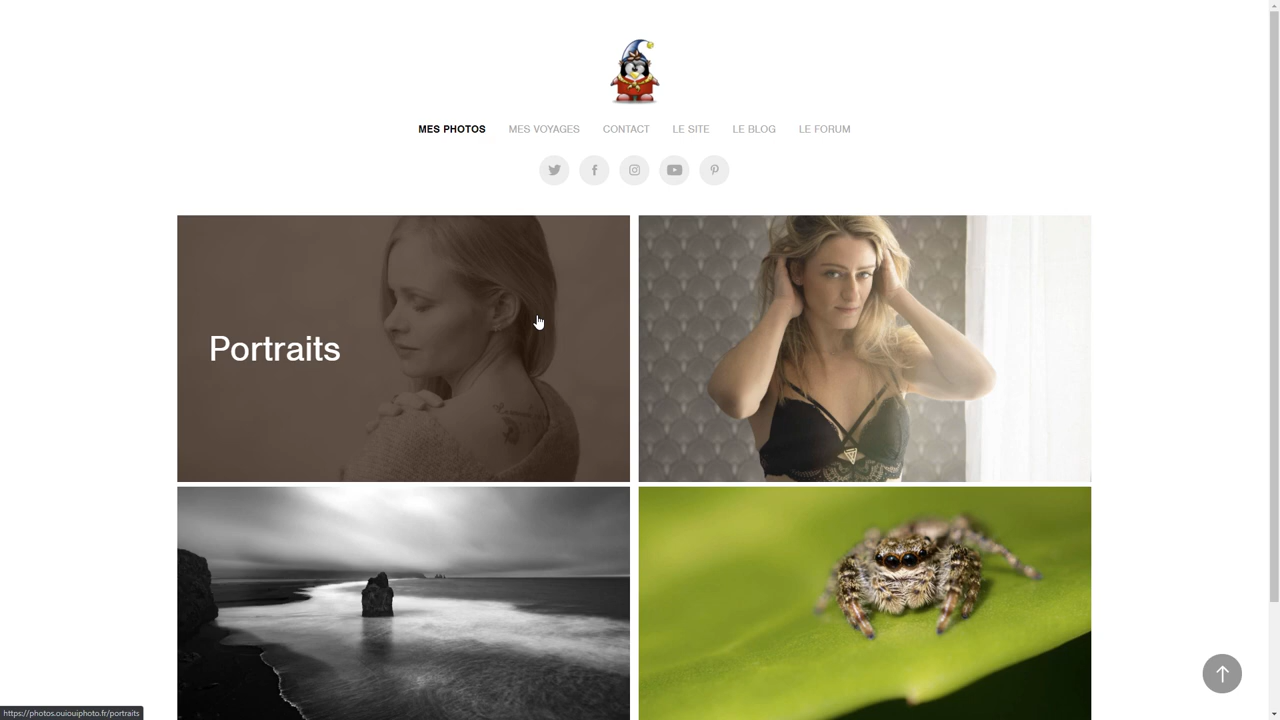 MES PHOTOS MES VOYAGES CONTACT LE SITE LE BLOG LE FORUM
Portraits
https://photos.ouiouiphoto.fr/portraits